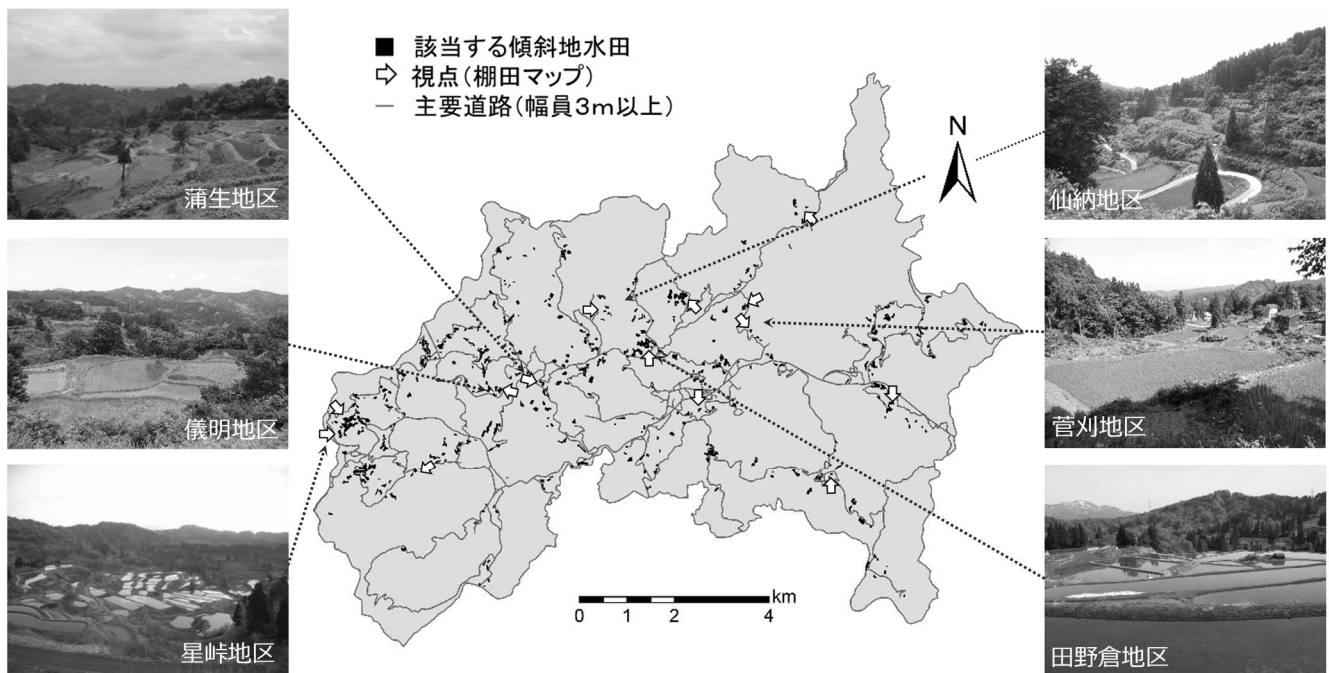 ■ 該当する傾斜地水田
⇨ 視点(棚田マップ)
― 主要道路(幅員3m以上)
N
蒲生地区
儀明地区
星峠地区
仙納地区
菅刈地区
田野倉地区
km
0 1 2 4